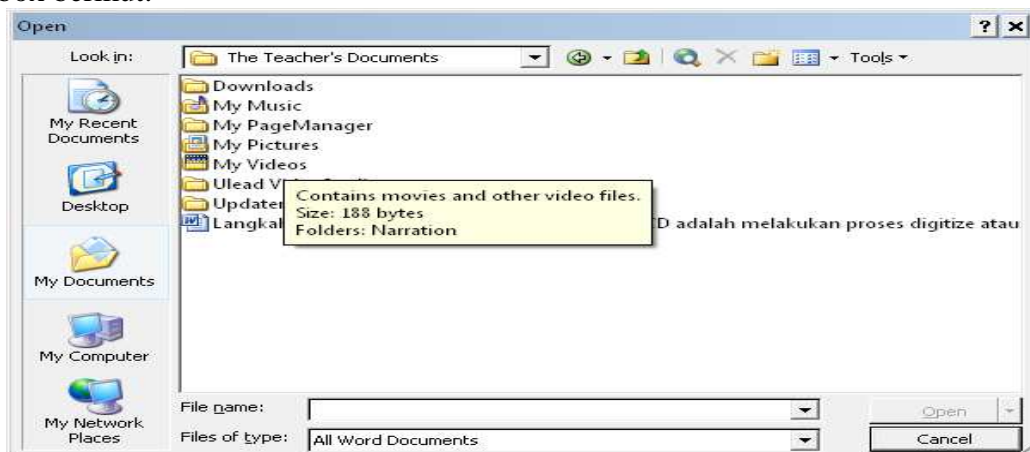 Open
Look in:
The Teacher's Documents
Tools
My Recent
Documents
Desktop
My Documents
My Computer
My Network
Places
Downloads
My Music
My PageManager
My Pictures
My Videos
Ulead
Updater
Langkal D adalah melakukan proses digitize atau
Contains movies and other video files.
Size: 188 bytes
Folders: Narration
File name:
Open
Files of type:
All Word Documents
Cancel